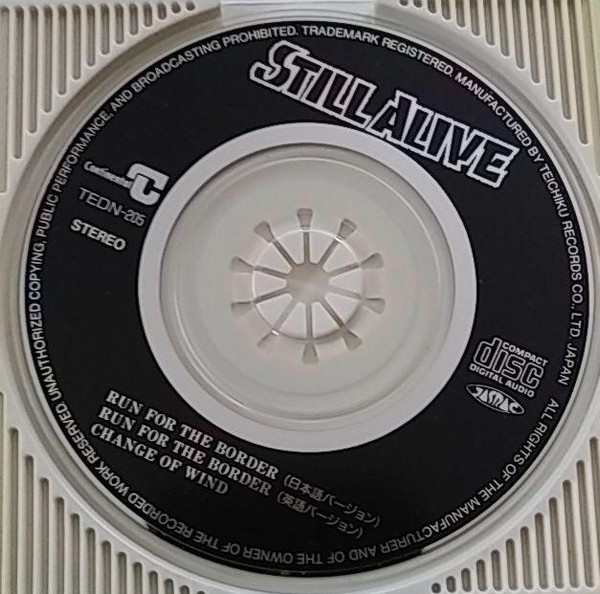 STILL ALIVE
UNAUTHORIZED COPYING, PUBLIC PERFORMANCE, AND BROADCASTING PROHIBITED. TRADEMARK REGISTERED. MANUFACTURED BY TEICHIKU RECORDS CO., LTD. JAPAN
ALL RIGHTS OF THE MANUFACTURER AND OF THE OWNER OF THE RECORDED WORK RESERVED
Continental
TEDN-205
STEREO
COMPACT
disc
DIGITAL AUDIO
RUN FOR THE BORDER (日本語バージョン)
RUN FOR THE BORDER (英語バージョン)
CHANGE OF WIND